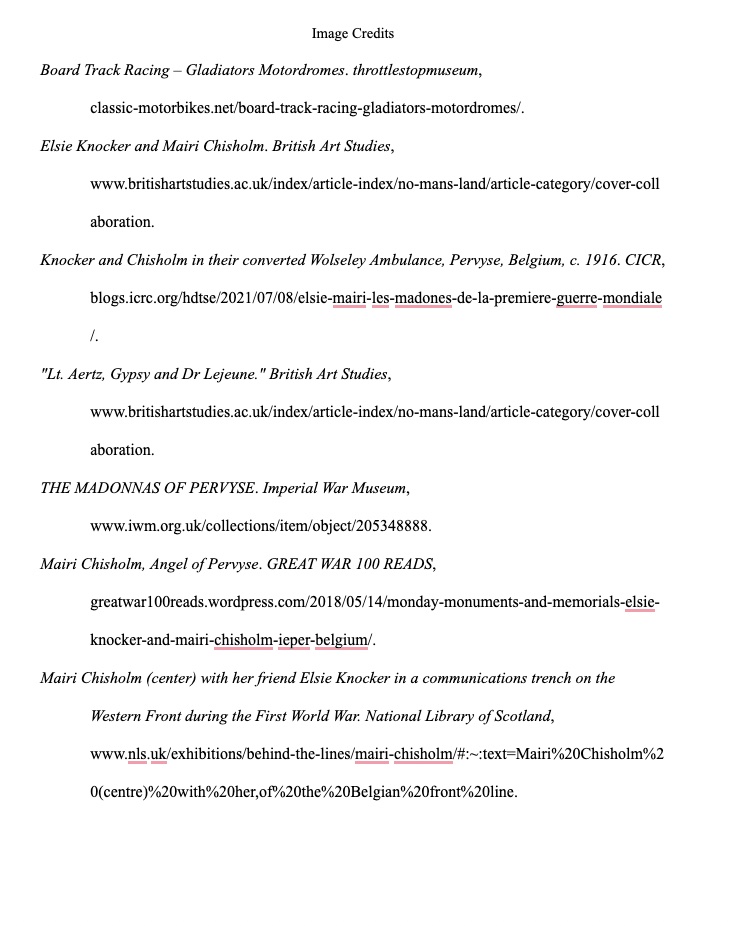 Image Credits
Board Track Racing – Gladiators Motordromes. throttlestopmuseum,
classic-motorbikes.net/board-track-racing-gladiators-motordromes/.
Elsie Knocker and Mairi Chisholm. British Art Studies,
www.britishartstudies.ac.uk/index/article-index/no-mans-land/article-category/cover-coll
aboration.
Knocker and Chisholm in their converted Wolseley Ambulance, Pervyse, Belgium, c. 1916. CICR,
blogs.icrc.org/hdtse/2021/07/08/elsie-mairi-les-madones-de-la-premiere-guerre-mondiale
/.
"Lt. Aertz, Gypsy and Dr Lejeune." British Art Studies,
www.britishartstudies.ac.uk/index/article-index/no-mans-land/article-category/cover-coll
aboration.
THE MADONNAS OF PERVYSE. Imperial War Museum,
www.iwm.org.uk/collections/item/object/205348888.
Mairi Chisholm, Angel of Pervyse. GREAT WAR 100 READS,
greatwar100reads.wordpress.com/2018/05/14/monday-monuments-and-memorials-elsie-
knocker-and-mairi-chisholm-ieper-belgium/.
Mairi Chisholm (center) with her friend Elsie Knocker in a communications trench on the
Western Front during the First World War. National Library of Scotland,
www.nls.uk/exhibitions/behind-the-lines/mairi-chisholm/#:~:text=Mairi%20Chisholm%2
0(centre)%20with%20her,of%20the%20Belgian%20front%20line.